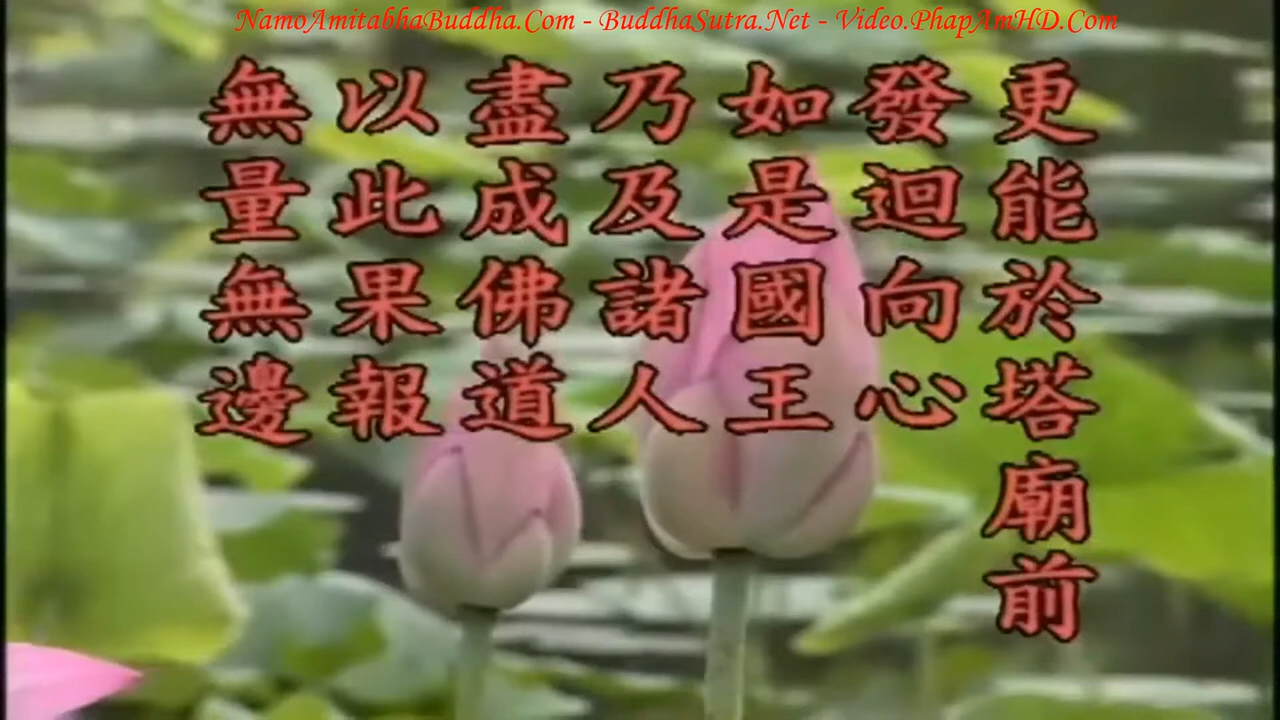 NamoAmitabhaBuddha.Com - BuddhaSutra.Net - Video.PhapAmHD.Com
更能於塔廟前
發迴向心
如是國王
乃及諸人
盡成佛道
以此果報
無量無邊